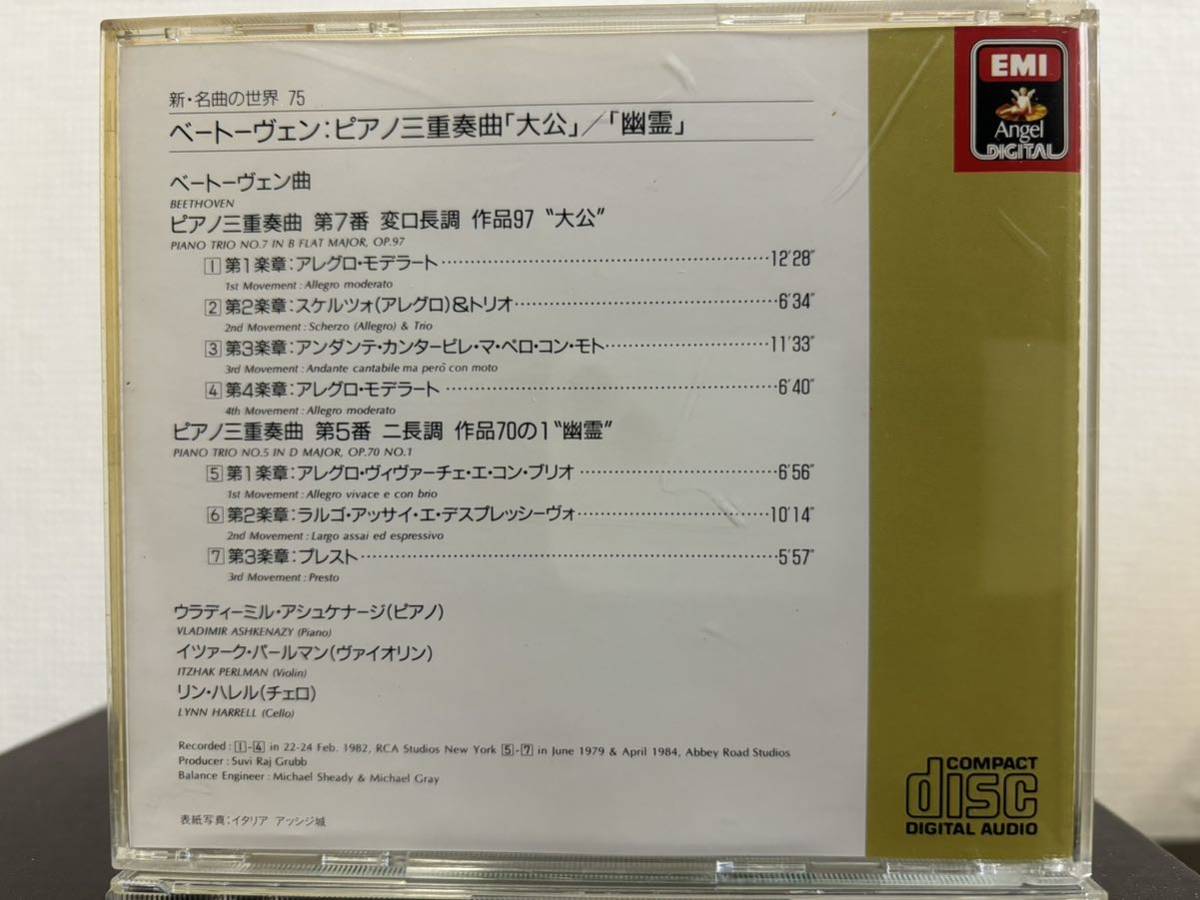 新・名曲の世界 75
ベートーヴェン:ピアノ三重奏曲「大公」/「幽霊」
EMI
Angel
DIGITAL
ベートーヴェン曲
BEETHOVEN
ピアノ三重奏曲 第7番 変ロ長調 作品97 “大公”
PIANO TRIO NO.7 IN B FLAT MAJOR, OP.97
1 第1楽章:アレグロ・モデラート……12'28"
1st Movement : Allegro moderato
2 第2楽章:スケルツォ(アレグロ)&トリオ……6'34"
2nd Movement : Scherzo (Allegro) & Trio
3 第3楽章:アンダンテ・カンタービレ・マ・ペロ・コン・モト……11'33"
3rd Movement : Andante cantabile ma però con moto
4 第4楽章:アレグロ・モデラート……6'40"
4th Movement : Allegro moderato
ピアノ三重奏曲 第5番 ニ長調 作品70の1 “幽霊”
PIANO TRIO NO.5 IN D MAJOR, OP.70 NO.1
5 第1楽章:アレグロ・ヴィヴァーチェ・エ・コン・ブリオ……6'56"
1st Movement : Allegro vivace e con brio
6 第2楽章:ラルゴ・アッサイ・エ・デスプレッシーヴォ……10'14"
2nd Movement : Largo assai ed espressivo
7 第3楽章:プレスト……5'57"
3rd Movement : Presto
ウラディーミル・アシュケナージ(ピアノ)
VLADIMIR ASHKENAZY (Piano)
イツァーク・パールマン(ヴァイオリン)
ITZHAK PERLMAN (Violin)
リン・ハレル(チェロ)
LYNN HARRELL (Cello)
Recorded : 1-4 in 22-24 Feb. 1982, RCA Studios New York 5-7 in June 1979 & April 1984, Abbey Road Studios
Producer : Suvi Raj Grubb
Balance Engineer : Michael Sheady & Michael Gray
表紙写真:イタリア アッシジ城
COMPACT
disc
DIGITAL AUDIO